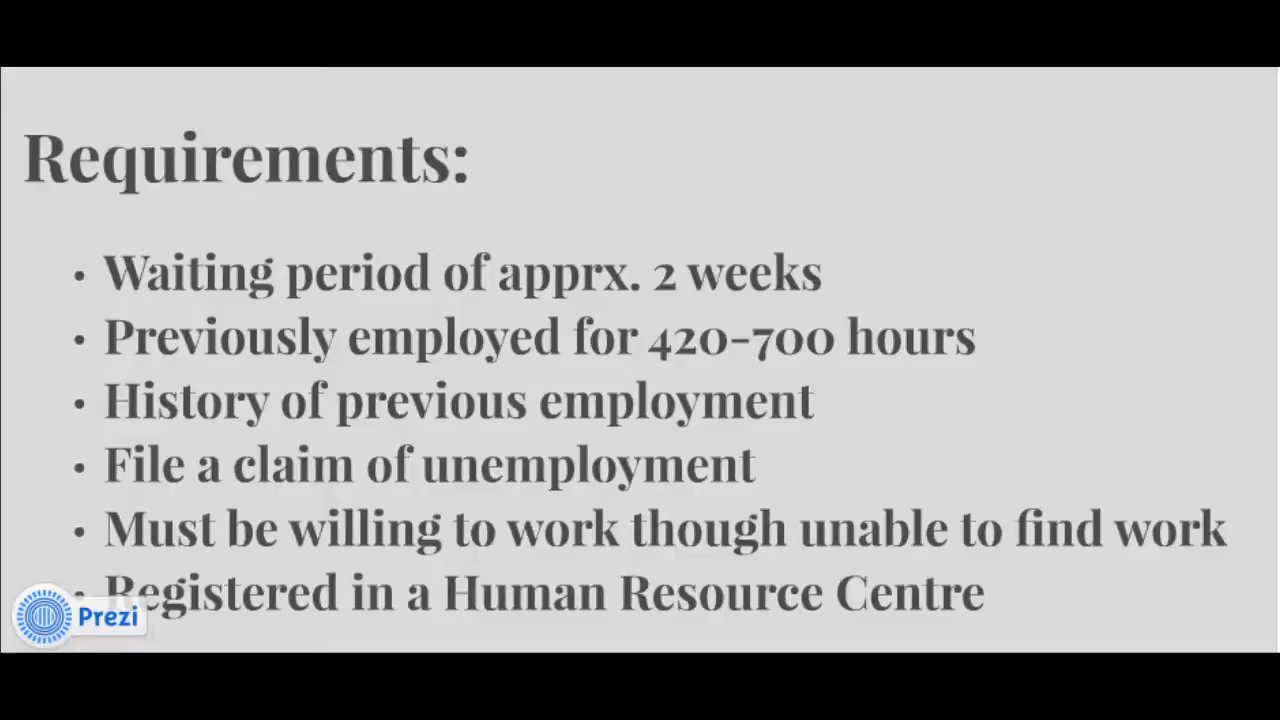 Requirements:
• Waiting period of apprx. 2 weeks
• Previously employed for 420-700 hours
• History of previous employment
• File a claim of unemployment
• Must be willing to work though unable to find work
• Registered in a Human Resource Centre
Prezi